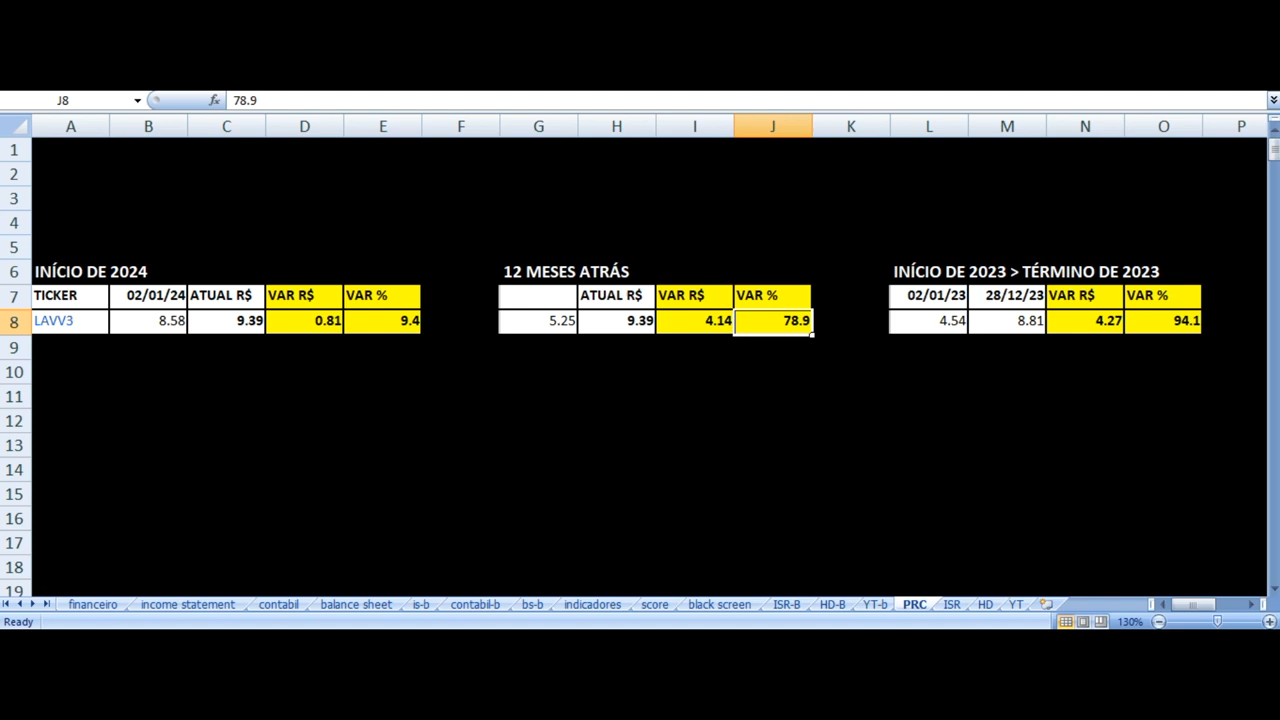 J8 fx 78.9
A B C D E F G H I J K L M N O P
1
2
3
4
5
6 INÍCIO DE 2024 12 MESES ATRÁS INÍCIO DE 2023 > TÉRMINO DE 2023
7 TICKER 02/01/24 ATUAL R$ VAR R$ VAR % ATUAL R$ VAR R$ VAR % 02/01/23 28/12/23 VAR R$ VAR %
8 LAVV3 8.58 9.39 0.81 9.4 5.25 9.39 4.14 78.9 4.54 8.81 4.27 94.1
9
10
11
12
13
14
15
16
17
18
19
financeiro income statement contabil balance sheet is-b contabil-b bs-b indicadores score black screen ISR-B HD-B YT-b PRC ISR HD YT
Ready 130%